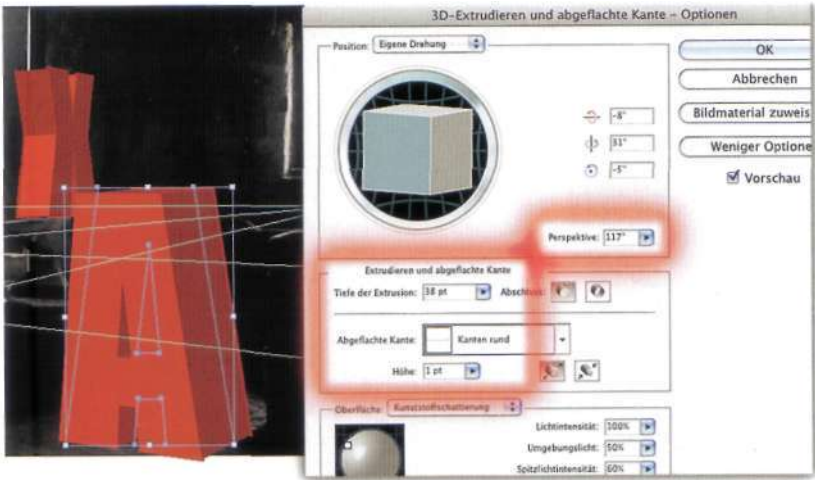 3D-Extrudieren und abgeflachte Kante – Optionen
Position: Eigene Drehung
OK
Abbrechen
Bildmaterial zuweis
Weniger Optione
Vorschau
-8°
31°
-5°
Perspektive: 117°
Extrudieren und abgeflachte Kante
Tiefe der Extrusion: 38 pt Abschluss:
Abgeflachte Kante: Kanten rund
Höhe: 1 pt
Oberfläche: Kunststoffschattierung
Lichtintensität: 100%
Umgebungslicht: 50%
Spitzlichtintensität: 60%
A